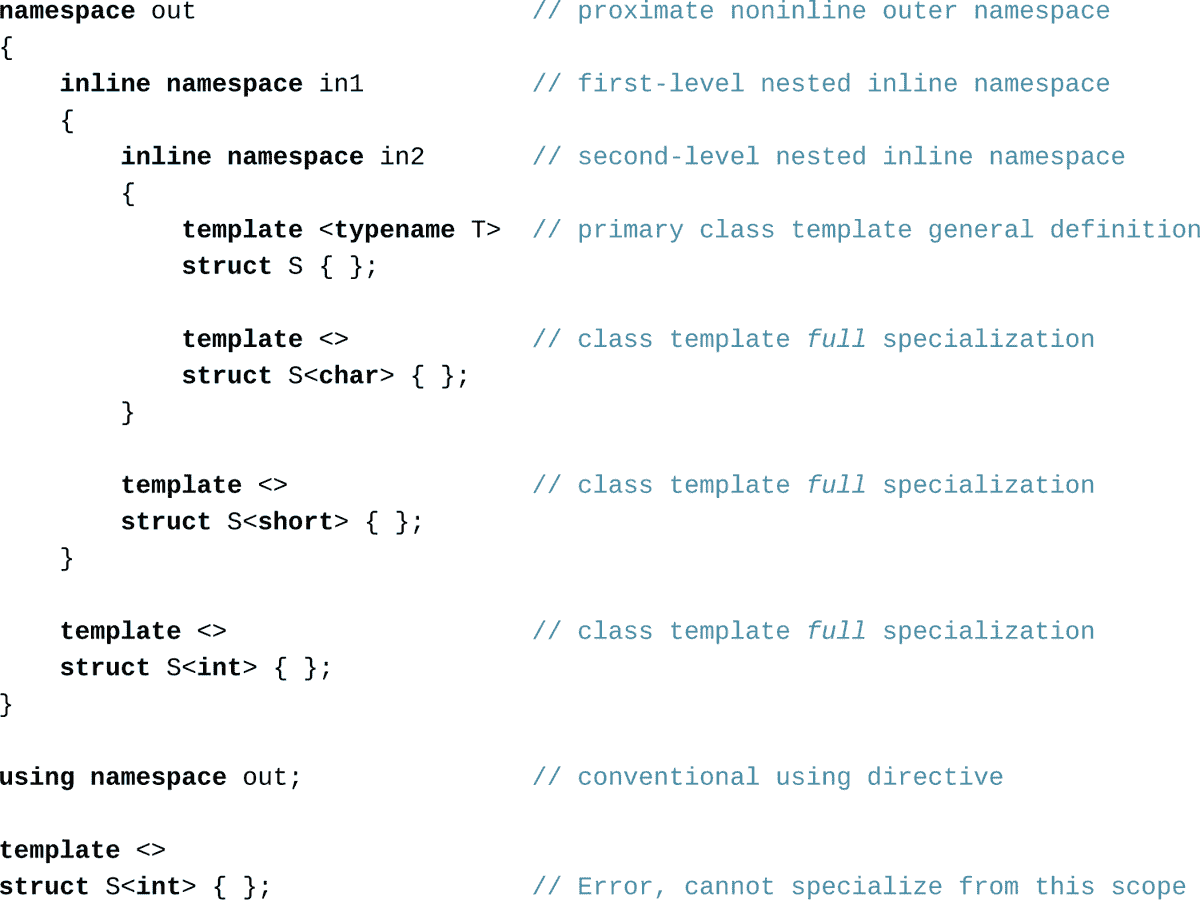 namespace out // proximate noninline outer namespace
{
inline namespace in1 // first-level nested inline namespace
{
inline namespace in2 // second-level nested inline namespace
{
template <typename T> // primary class template general definition
struct S { };
template <> // class template full specialization
struct S<char> { };
}
template <> // class template full specialization
struct S<short> { };
}
template <> // class template full specialization
struct S<int> { };
}
using namespace out; // conventional using directive
template <>
struct S<int> { }; // Error, cannot specialize from this scope